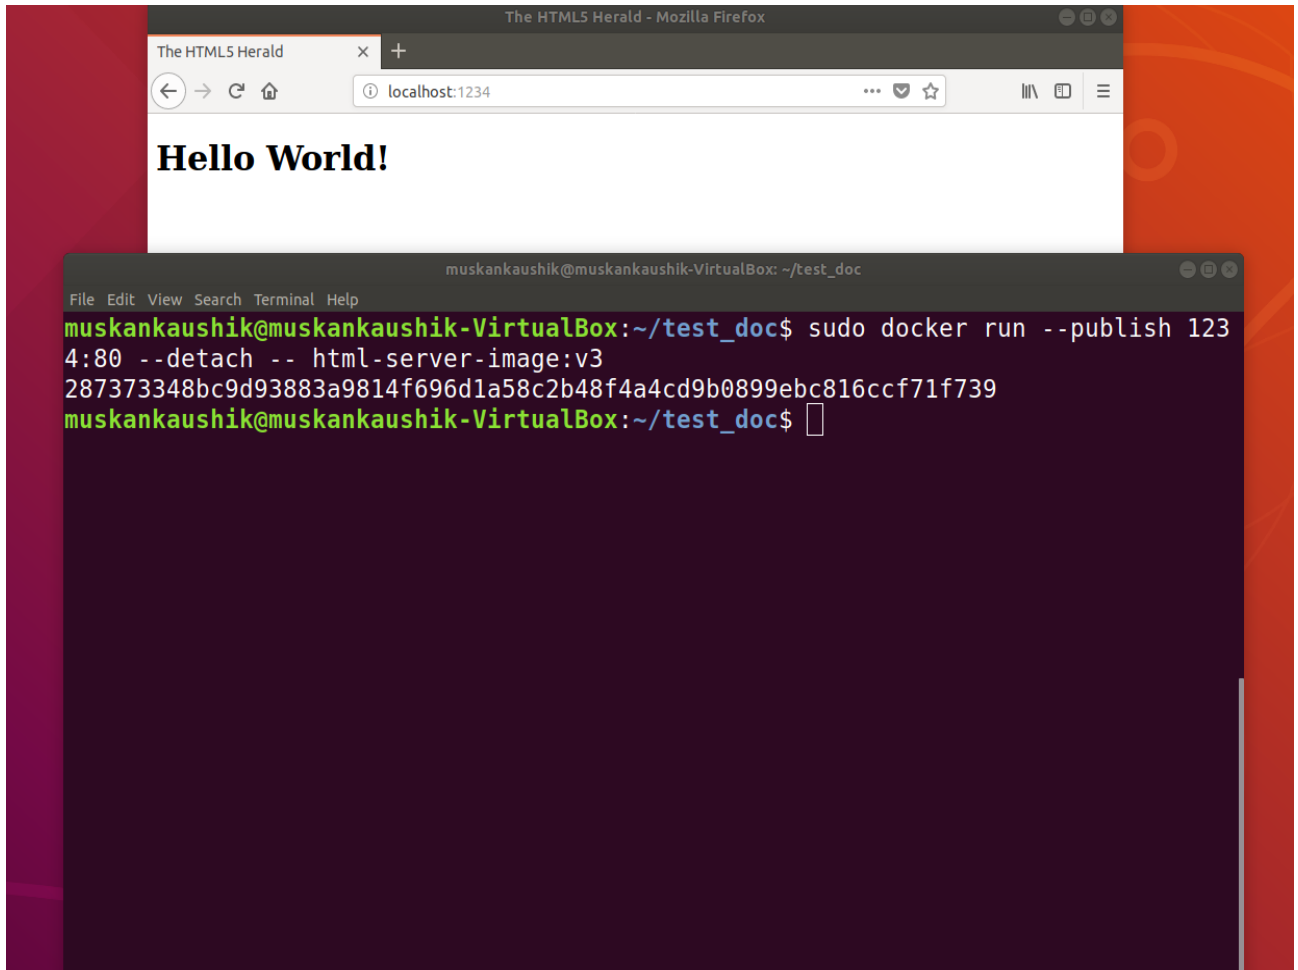 The HTML5 Herald - Mozilla Firefox
The HTML5 Herald
localhost:1234
Hello World!
muskankaushik@muskankaushik-VirtualBox: ~/test_doc
File Edit View Search Terminal Help
muskankaushik@muskankaushik-VirtualBox:~/test_doc$ sudo docker run --publish 123
4:80 --detach -- html-server-image:v3
287373348bc9d93883a9814f696d1a58c2b48f4a4cd9b0899ebc816ccf71f739
muskankaushik@muskankaushik-VirtualBox:~/test_doc$